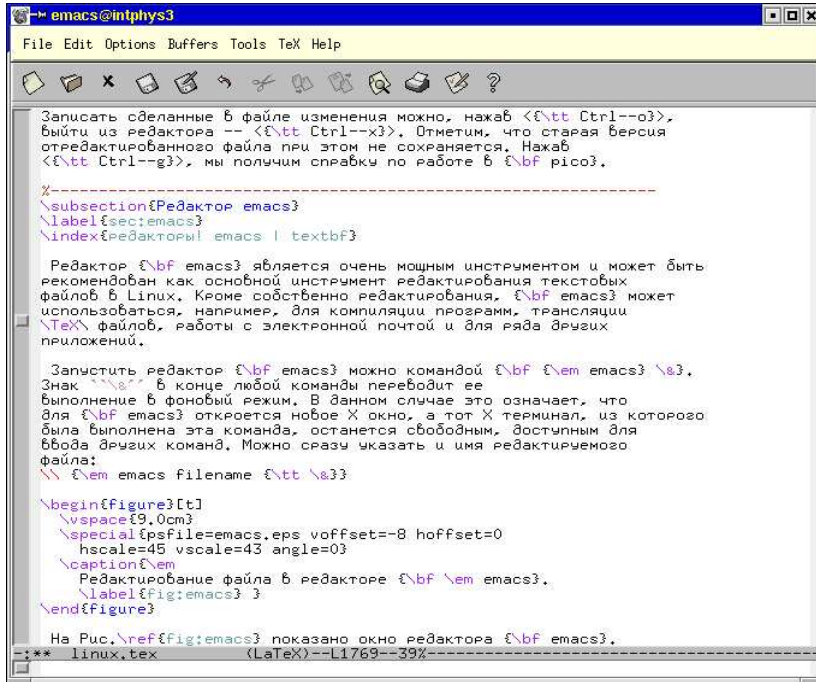 emacs@intphys3
File Edit Options Buffers Tools TeX Help
Записать сделанные в файле изменения можно, нажав <{\tt Ctrl--o}>,
выйти из редактора -- <{\tt Ctrl--x}>. Отметим, что старая версия
отредактированного файла при этом не сохраняется. Нажав
<{\tt Ctrl--g}>, мы получим справку по работе в {\bf pico}.
%-----------------------------------------------------------------
\subsection{Редактор emacs}
\label{sec:emacs}
\index{редакторы! emacs | textbf}
Редактор {\bf emacs} является очень мощным инструментом и может быть
рекомендован как основной инструмент редактирования текстовых
файлов в Linux. Кроме собственно редактирования, {\bf emacs} может
использоваться, например, для компиляции программ, трансляции
\TeX\ файлов, работы с электронной почтой и для ряда других
приложений.
Запустить редактор {\bf emacs} можно командой {\bf {\em emacs} \&}.
Знак ``\&'' в конце любой команды переводит ее
выполнение в фоновый режим. В данном случае это означает, что
для {\bf emacs} откроется новое X окно, а тот X терминал, из которого
была выполнена эта команда, останется свободным, доступным для
ввода других команд. Можно сразу указать и имя редактируемого
файла:
\\ {\em emacs filename {\tt \&}}
\begin{figure}[t]
\vspace{9.0cm}
\special{psfile=emacs.eps voffset=-8 hoffset=0
hscale=45 vscale=43 angle=0}
\caption{\em
Редактирование файла в редакторе {\bf \em emacs}.
\label{fig:emacs} }
\end{figure}
На Рис.\ref{fig:emacs} показано окно редактора {\bf emacs}.
-:** linux.tex (LaTeX)--L1769--39%-----------------------------------------